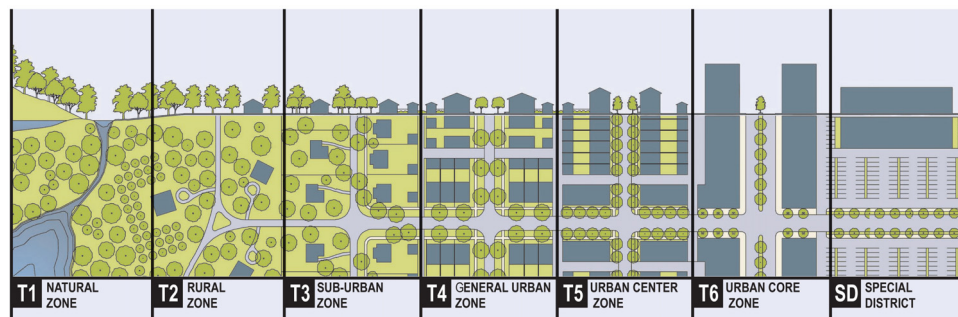 T1 NATURAL
ZONE
T2 RURAL
ZONE
T3 SUB-URBAN
ZONE
T4 GENERAL URBAN
ZONE
T5 URBAN CENTER
ZONE
T6 URBAN CORE
ZONE
SD SPECIAL
DISTRICT